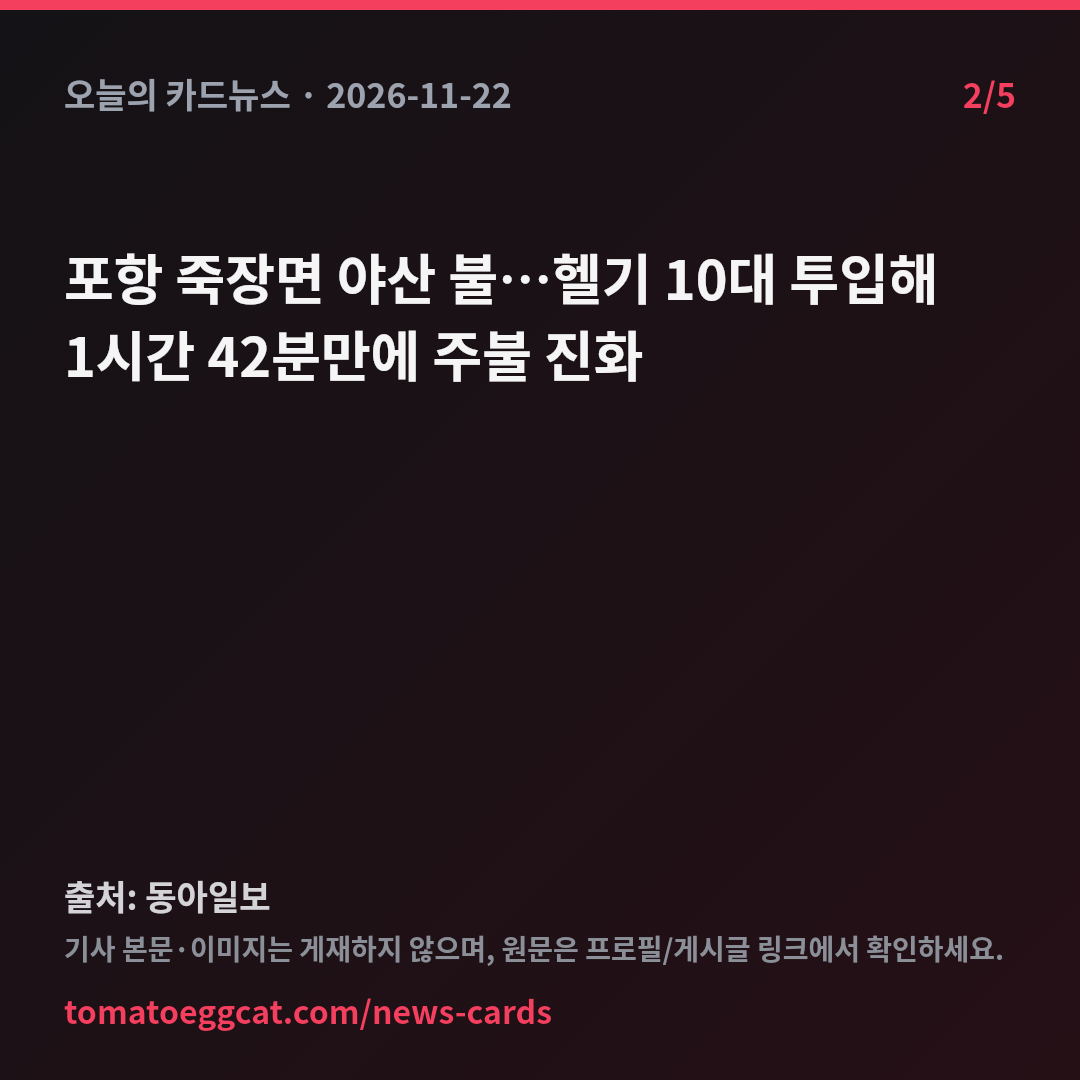 오늘의 카드뉴스 · 2026-11-22
2/5
포항 죽장면 야산 불…헬기 10대 투입해
1시간 42분만에 주불 진화
출처: 동아일보
기사 본문·이미지는 게재하지 않으며, 원문은 프로필/게시글 링크에서 확인하세요.
tomatoeggcat.com/news-cards